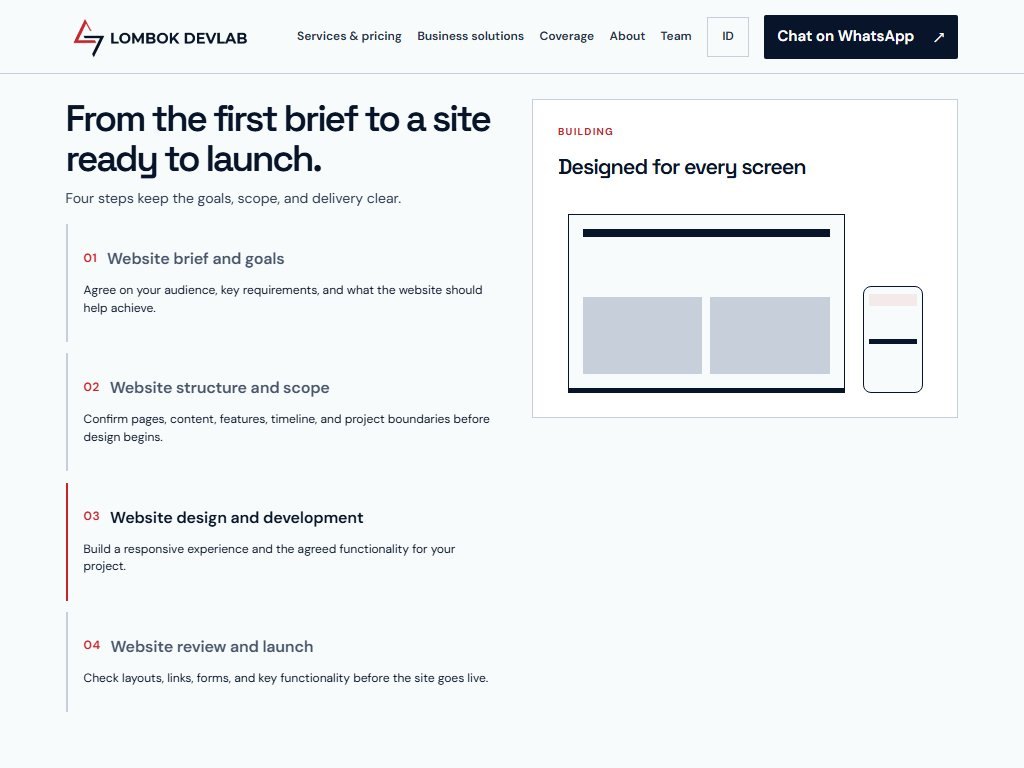 LOMBOK DEVLAB
Services & pricing
Business solutions
Coverage
About
Team
ID
Chat on WhatsApp ↗
From the first brief to a site
ready to launch.
Four steps keep the goals, scope, and delivery clear.
01 Website brief and goals
Agree on your audience, key requirements, and what the website should
help achieve.
02 Website structure and scope
Confirm pages, content, features, timeline, and project boundaries before
design begins.
03 Website design and development
Build a responsive experience and the agreed functionality for your
project.
04 Website review and launch
Check layouts, links, forms, and key functionality before the site goes live.
BUILDING
Designed for every screen